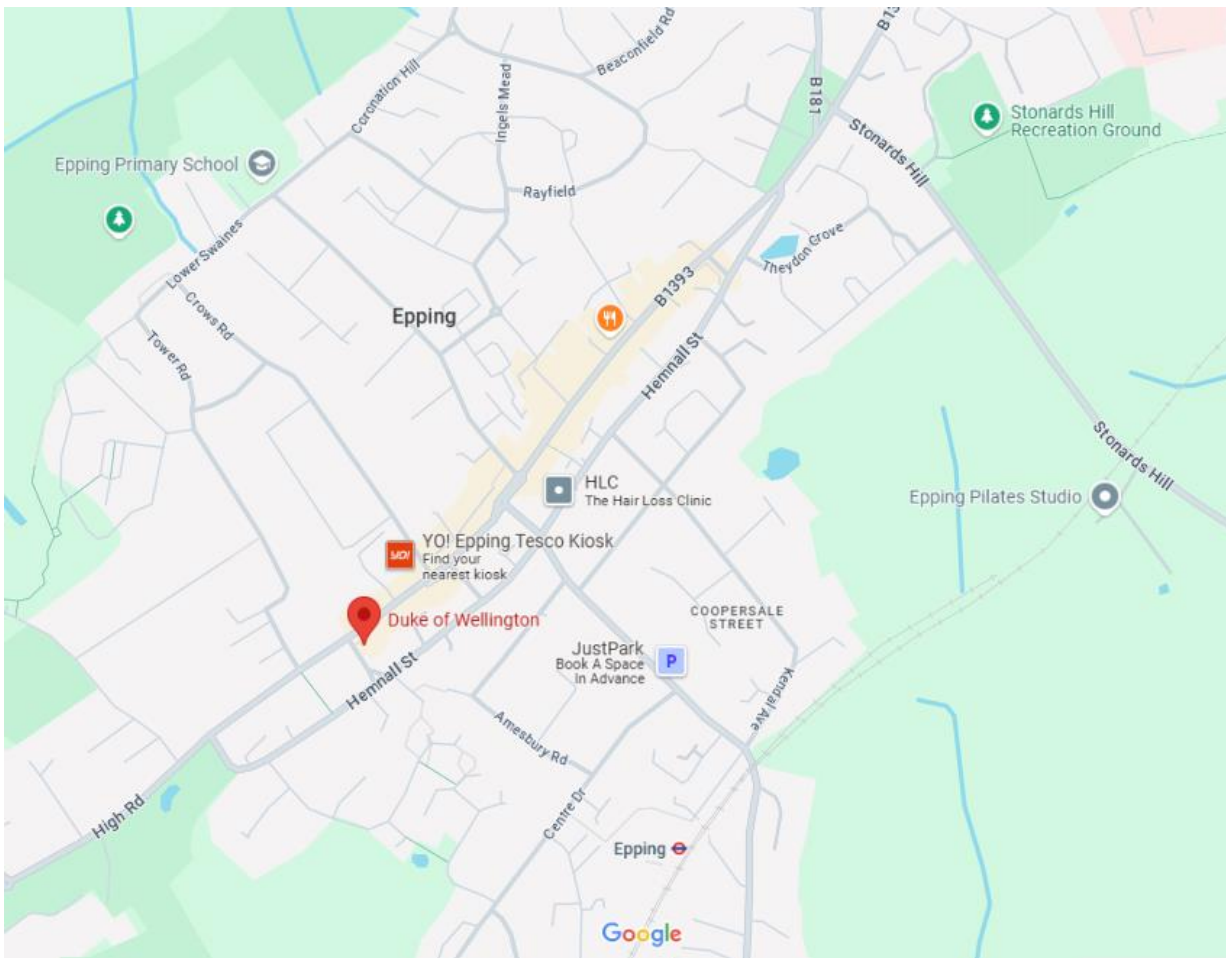 Beaconfield Rd
B13
Coronation Hill
Ingels Mead
B181
Stonards Hill
Recreation Ground
Stonards Hill
Epping Primary School
Rayfield
Lower Swaines
Theydon Grove
Crows Rd
B1393
Epping
Tower Rd
Hemnall St
Stonards Hill
HLC
The Hair Loss Clinic
Epping Pilates Studio
YO!
YO! Epping Tesco Kiosk
Find your
nearest kiosk
Duke of Wellington
COOPERSALE
STREET
JustPark
Book A Space
In Advance
P
Hemnall St
Kendal Ave
Amesbury Rd
High Rd
Centre Dr
Epping
Google